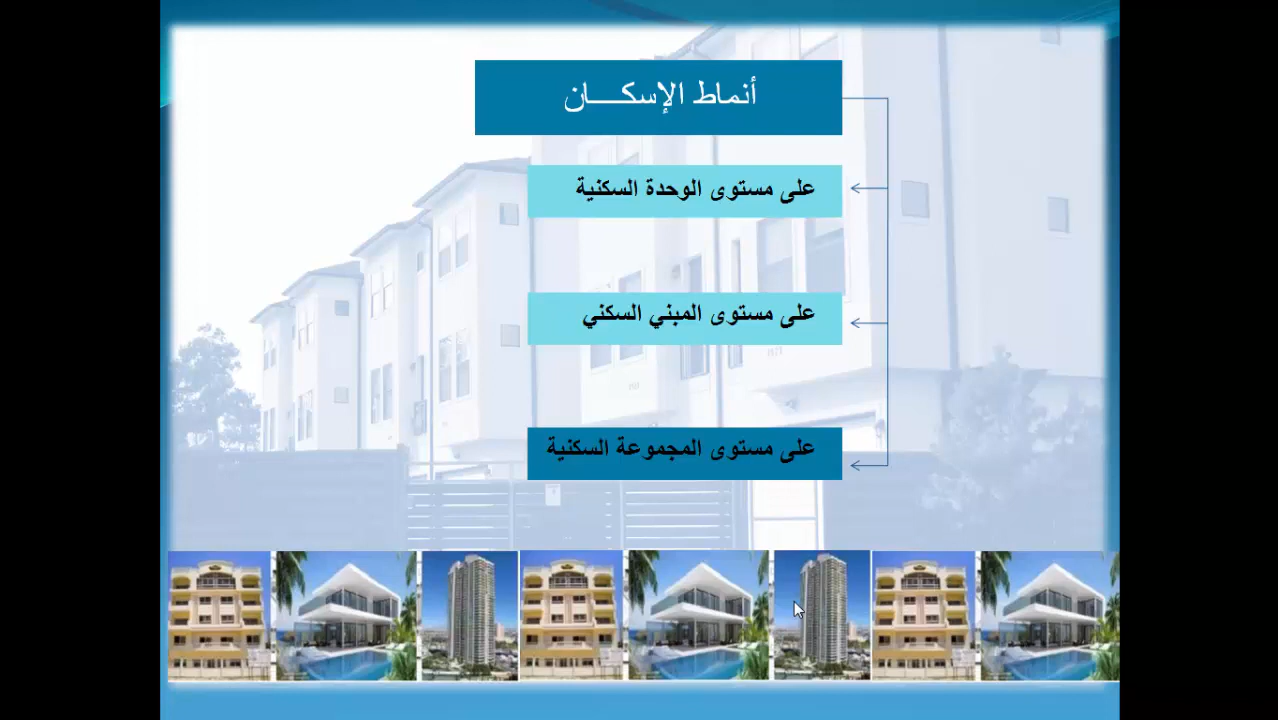 أنماط الإسكـــان
على مستوى الوحدة السكنية
على مستوى المبني السكني
على مستوى المجموعة السكنية